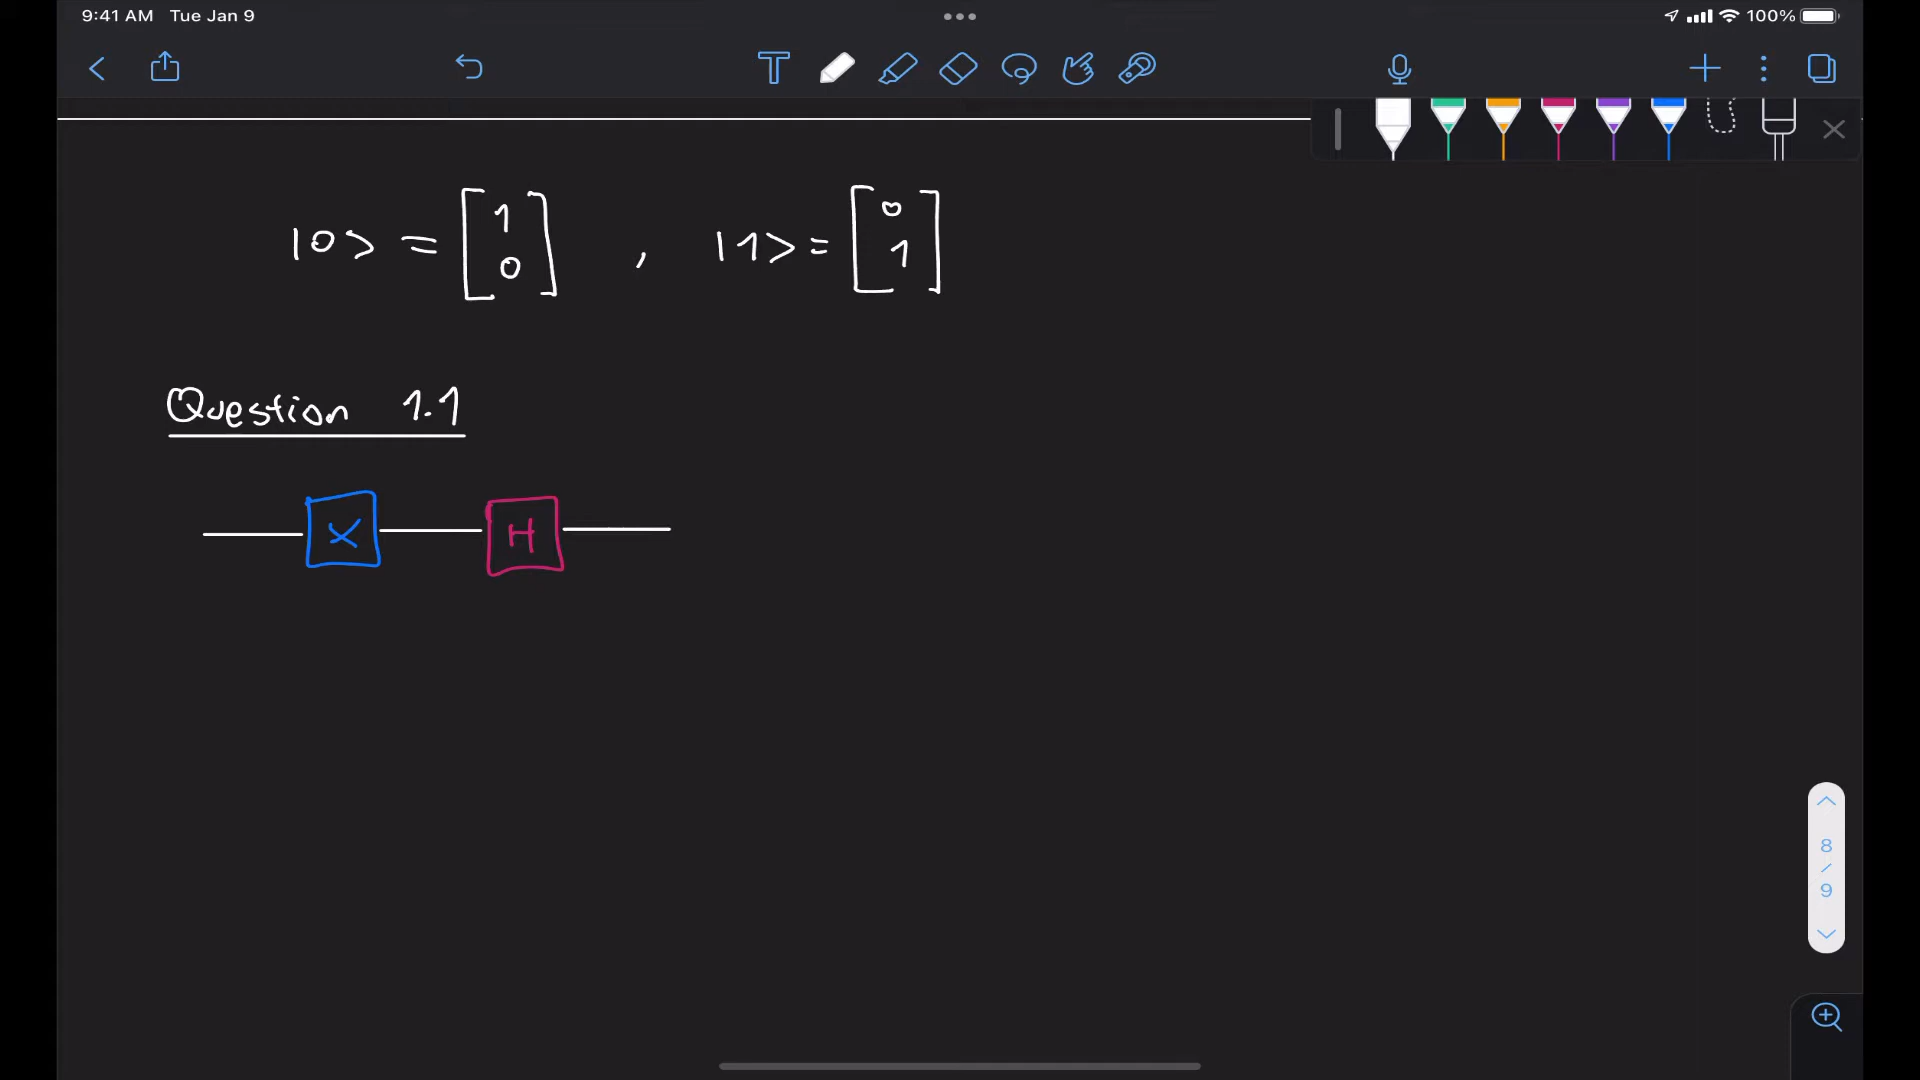 9:41 AM Tue Jan 9
100%
T
|0> = [1 0] , |1> = [0 1]
Question 1.1
X H
8
/
9